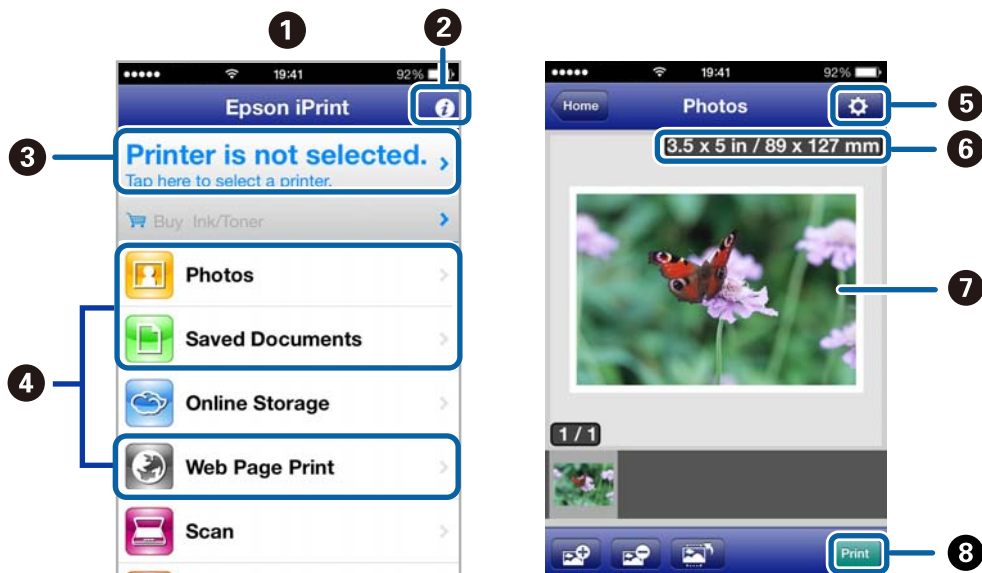 1
2
19:41
92%
Epson iPrint
3
Printer is not selected.
Tap here to select a printer.
Buy Ink/Toner
Photos
Saved Documents
4
Online Storage
Web Page Print
Scan
19:41
92%
Home
Photos
5
3.5 x 5 in / 89 x 127 mm
6
7
1 / 1
Print
8